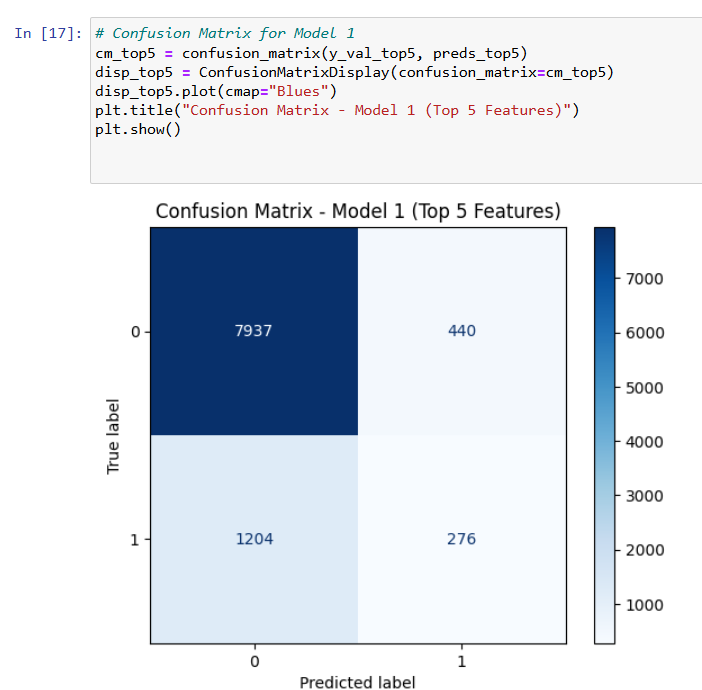 In [17]: # Confusion Matrix for Model 1
cm_top5 = confusion_matrix(y_val_top5, preds_top5)
disp_top5 = ConfusionMatrixDisplay(confusion_matrix=cm_top5)
disp_top5.plot(cmap="Blues")
plt.title("Confusion Matrix - Model 1 (Top 5 Features)")
plt.show()
Confusion Matrix - Model 1 (Top 5 Features)
True label
0
7937
440
1
1204
276
0
1
Predicted label
7000
6000
5000
4000
3000
2000
1000